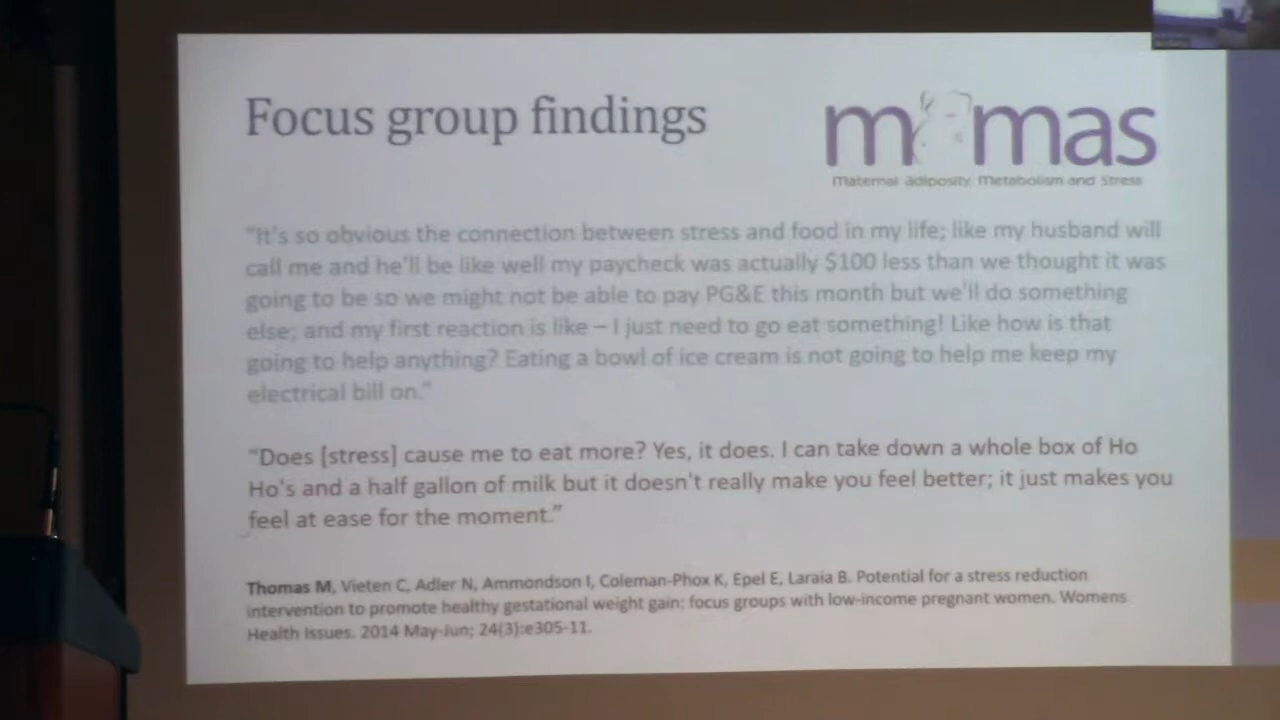 Focus group findings
mamas
Maternal Adiposity, Metabolism and Stress
“It's so obvious the connection between stress and food in my life; like my husband will
call me and he'll be like well my paycheck was actually $100 less than we thought it was
going to be so we might not be able to pay PG&E this month but we'll do something
else; and my first reaction is like – I just need to go eat something! Like how is that
going to help anything? Eating a bowl of ice cream is not going to help me keep my
electrical bill on.”
“Does [stress] cause me to eat more? Yes, it does. I can take down a whole box of Ho
Ho's and a half gallon of milk but it doesn't really make you feel better; it just makes you
feel at ease for the moment.”
Thomas M, Vieten C, Adler N, Ammondson I, Coleman-Phox K, Epel E, Laraia B. Potential for a stress reduction
intervention to promote healthy gestational weight gain: focus groups with low-income pregnant women. Womens
Health Issues. 2014 May-Jun; 24(3):e305-11.